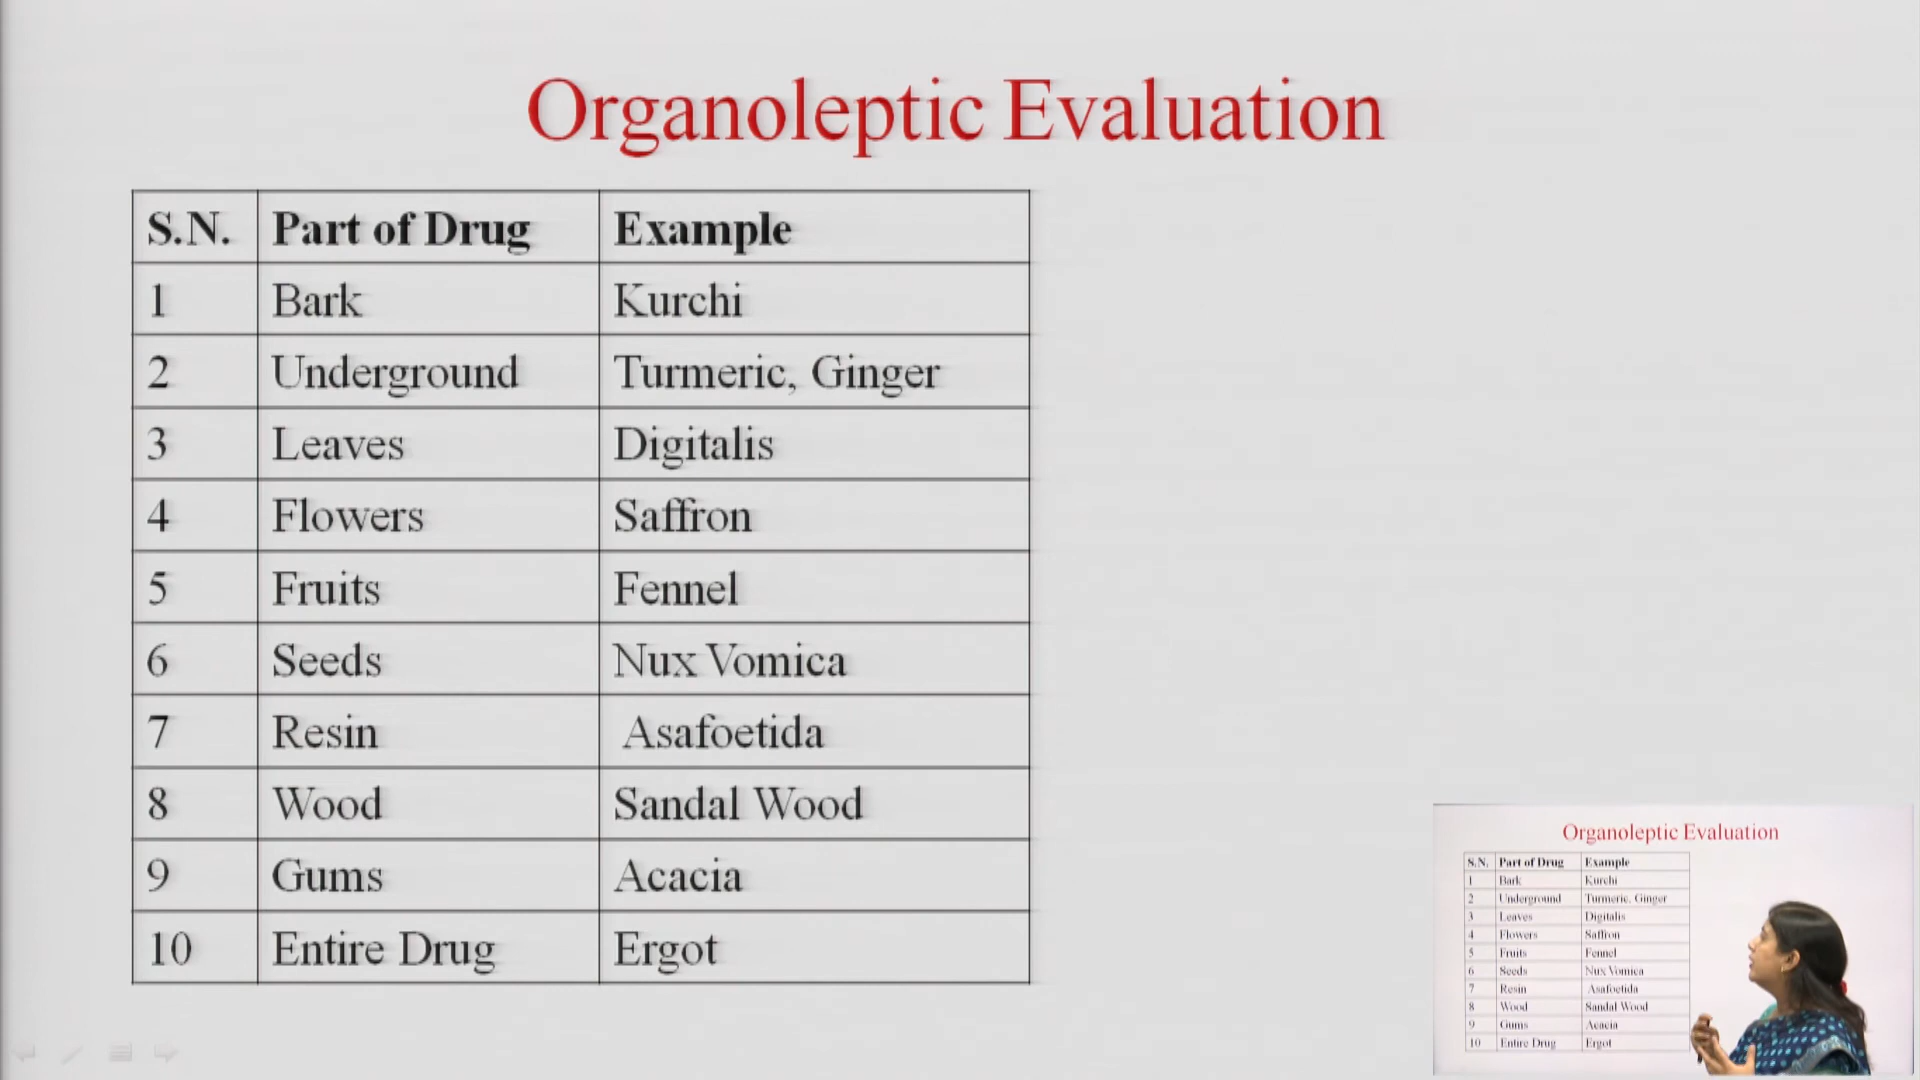 Organoleptic Evaluation
S.N. Part of Drug Example
1 Bark Kurchi
2 Underground Turmeric, Ginger
3 Leaves Digitalis
4 Flowers Saffron
5 Fruits Fennel
6 Seeds Nux Vomica
7 Resin Asafoetida
8 Wood Sandal Wood
9 Gums Acacia
10 Entire Drug Ergot
Organoleptic Evaluation
S.N. Part of Drug Example
1 Bark Kurchi
2 Underground Turmeric, Ginger
3 Leaves Digitalis
4 Flowers Saffron
5 Fruits Fennel
6 Seeds Nux Vomica
7 Resin Asafoetida
8 Wood Sandal Wood
9 Gums Acacia
10 Entire Drug Ergot